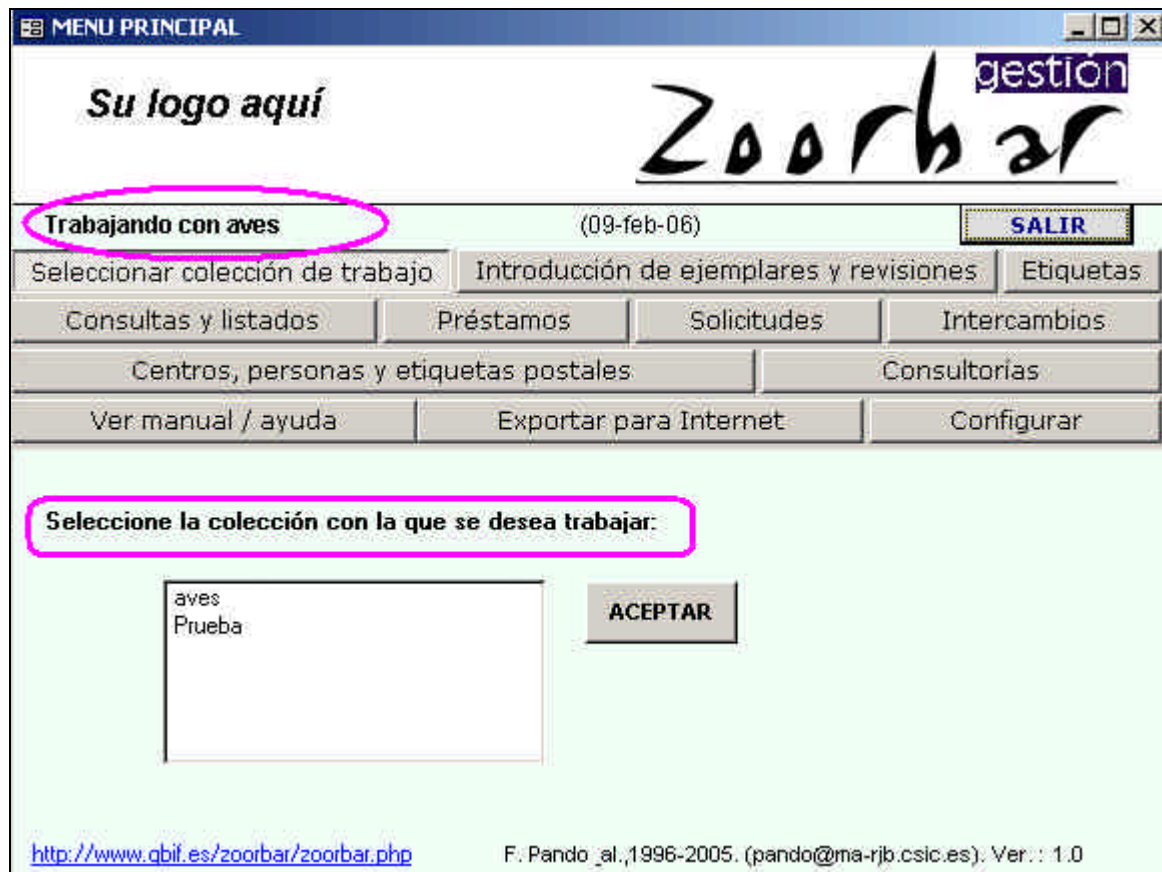 MENU PRINCIPAL
Su logo aquí
gestión
Zoorbar
Trabajando con aves (09-feb-06) SALIR
Seleccionar colección de trabajo Introducción de ejemplares y revisiones Etiquetas
Consultas y listados Préstamos Solicitudes Intercambios
Centros, personas y etiquetas postales Consultorías
Ver manual / ayuda Exportar para Internet Configurar
Seleccione la colección con la que se desea trabajar:
aves
Prueba
ACEPTAR
http://www.gbif.es/zoorbar/zoorbar.php F. Pando _al.,1996-2005. (pando@ma-rjb.csic.es). Ver. : 1.0